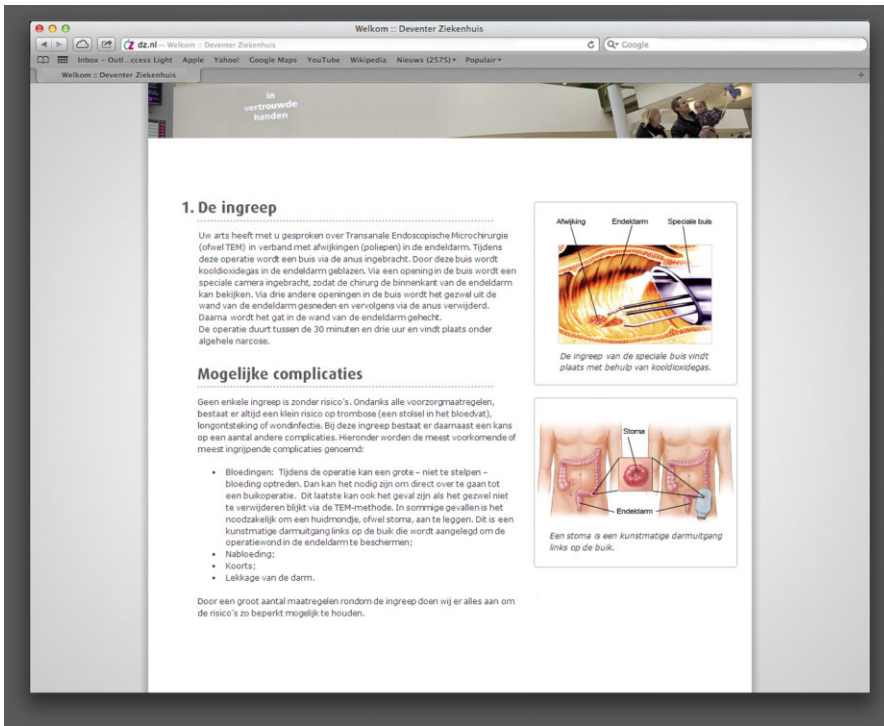 Welkom :: Deventer Ziekenhuis
dz.nl — Welkom :: Deventer Ziekenhuis
Google
Inbox – Outl...ccess Light Apple Yahoo! Google Maps YouTube Wikipedia Nieuws (2575) Populair
Welkom :: Deventer Ziekenhuis
in
vertrouwde
handen
1. De ingreep
Uw arts heeft met u gesproken over Transanale Endoscopische Microchirurgie
(ofwel TEM) in verband met afwijkingen (poliepen) in de endeldarm. Tijdens
deze operatie wordt een buis via de anus ingebracht. Door deze buis wordt
kooldioxidegas in de endeldarm geblazen. Via een opening in de buis wordt een
speciale camera ingebracht, zodat de chirurg de binnenkant van de endeldarm
kan bekijken. Via drie andere openingen in de buis wordt het gezwel uit de
wand van de endeldarm gesneden en vervolgens via de anus verwijderd.
Daarna wordt het gat in de wand van de endeldarm gehecht.
De operatie duurt tussen de 30 minuten en drie uur en vindt plaats onder
algehele narcose.
Mogelijke complicaties
Geen enkele ingreep is zonder risico's. Ondanks alle voorzorgmaatregelen,
bestaat er altijd een klein risico op trombose (een stolsel in het bloedvat),
longontsteking of wondinfectie. Bij deze ingreep bestaat er daarnaast een kans
op een aantal andere complicaties. Hieronder worden de meest voorkomende of
meest ingrijpende complicaties genoemd:
• Bloedingen: Tijdens de operatie kan een grote – niet te stelpen –
bloeding optreden. Dan kan het nodig zijn om direct over te gaan tot
een buikoperatie. Dit laatste kan ook het geval zijn als het gezwel niet
te verwijderen blijkt via de TEM-methode. In sommige gevallen is het
noodzakelijk om een huidmondje, ofwel stoma, aan te leggen. Dit is een
kunstmatige darmuitgang links op de buik die wordt aangelegd om de
operatiewond in de endeldarm te beschermen;
• Nabloeding;
• Koorts;
• Lekkage van de darm.
Door een groot aantal maatregelen rondom de ingreep doen wij er alles aan om
de risico's zo beperkt mogelijk te houden.
Afwijking Endeldarm Speciale buis
De ingreep van de speciale buis vindt
plaats met behulp van kooldioxidegas.
Stoma
Endeldarm
Een stoma is een kunstmatige darmuitgang
links op de buik.